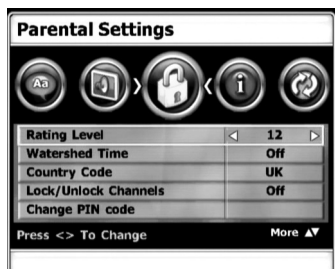 Parental Settings
Aa
i
Rating Level 12
Watershed Time Off
Country Code UK
Lock/Unlock Channels Off
Change PIN code
Press <> To Change More ▲▼